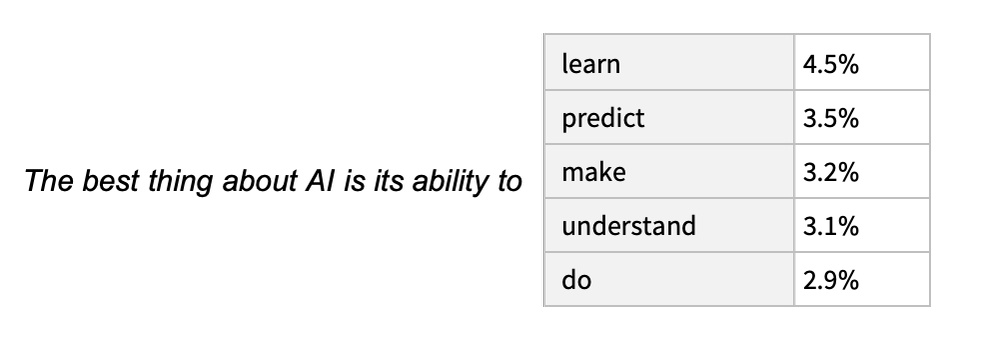 The best thing about AI is its ability to
learn 4.5%
predict 3.5%
make 3.2%
understand 3.1%
do 2.9%